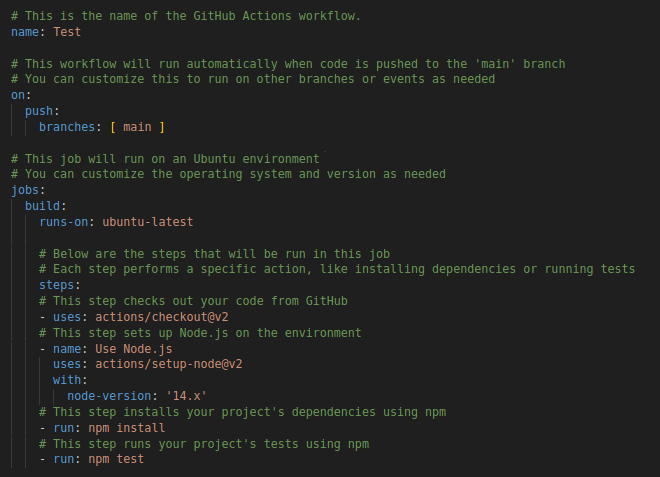 # This is the name of the GitHub Actions workflow.
name: Test
# This workflow will run automatically when code is pushed to the 'main' branch
# You can customize this to run on other branches or events as needed
on:
push:
branches: [ main ]
# This job will run on an Ubuntu environment
# You can customize the operating system and version as needed
jobs:
build:
runs-on: ubuntu-latest
# Below are the steps that will be run in this job
# Each step performs a specific action, like installing dependencies or running tests
steps:
# This step checks out your code from GitHub
- uses: actions/checkout@v2
# This step sets up Node.js on the environment
- name: Use Node.js
uses: actions/setup-node@v2
with:
node-version: '14.x'
# This step installs your project's dependencies using npm
- run: npm install
# This step runs your project's tests using npm
- run: npm test